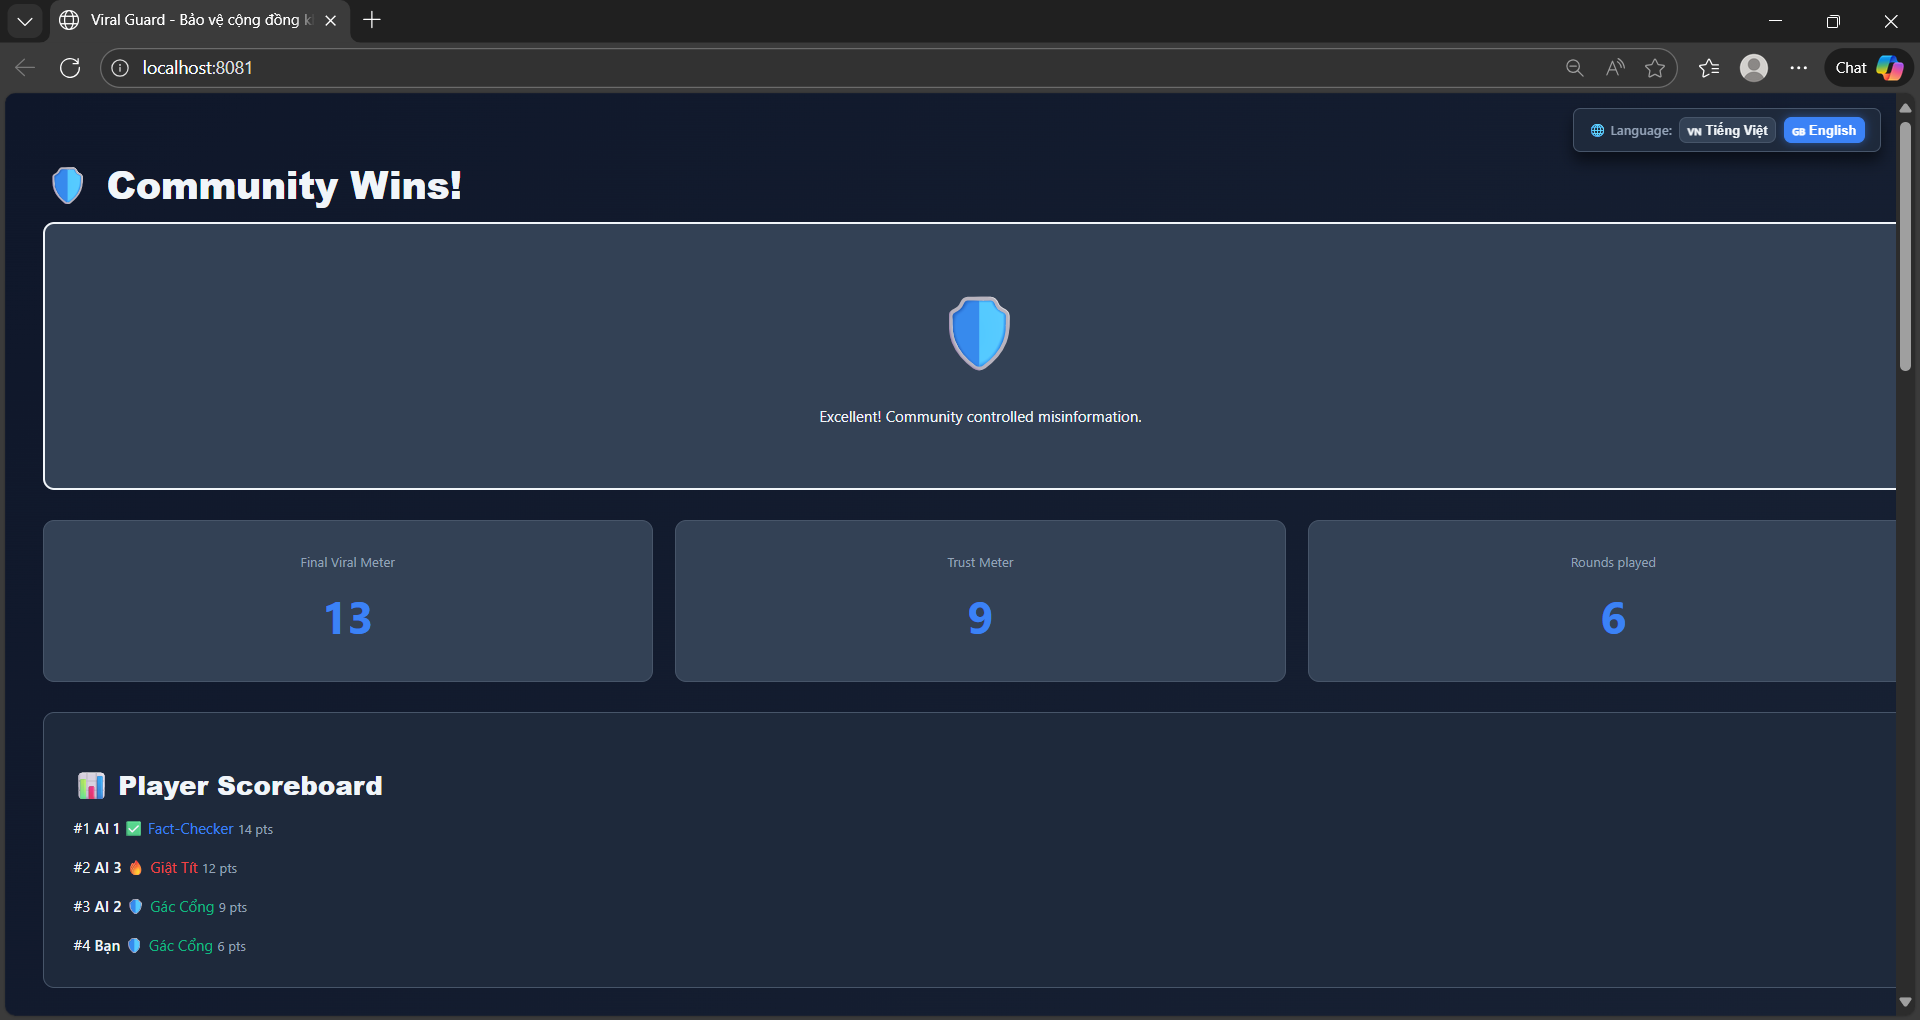 Viral Guard - Bảo vệ cộng đồng k
localhost:8081
Chat
Language: VN Tiếng Việt GB English
Community Wins!
Excellent! Community controlled misinformation.
Final Viral Meter
13
Trust Meter
9
Rounds played
6
Player Scoreboard
#1 AI 1 Fact-Checker 14 pts
#2 AI 3 Giật Tít 12 pts
#3 AI 2 Gác Cổng 9 pts
#4 Bạn Gác Cổng 6 pts